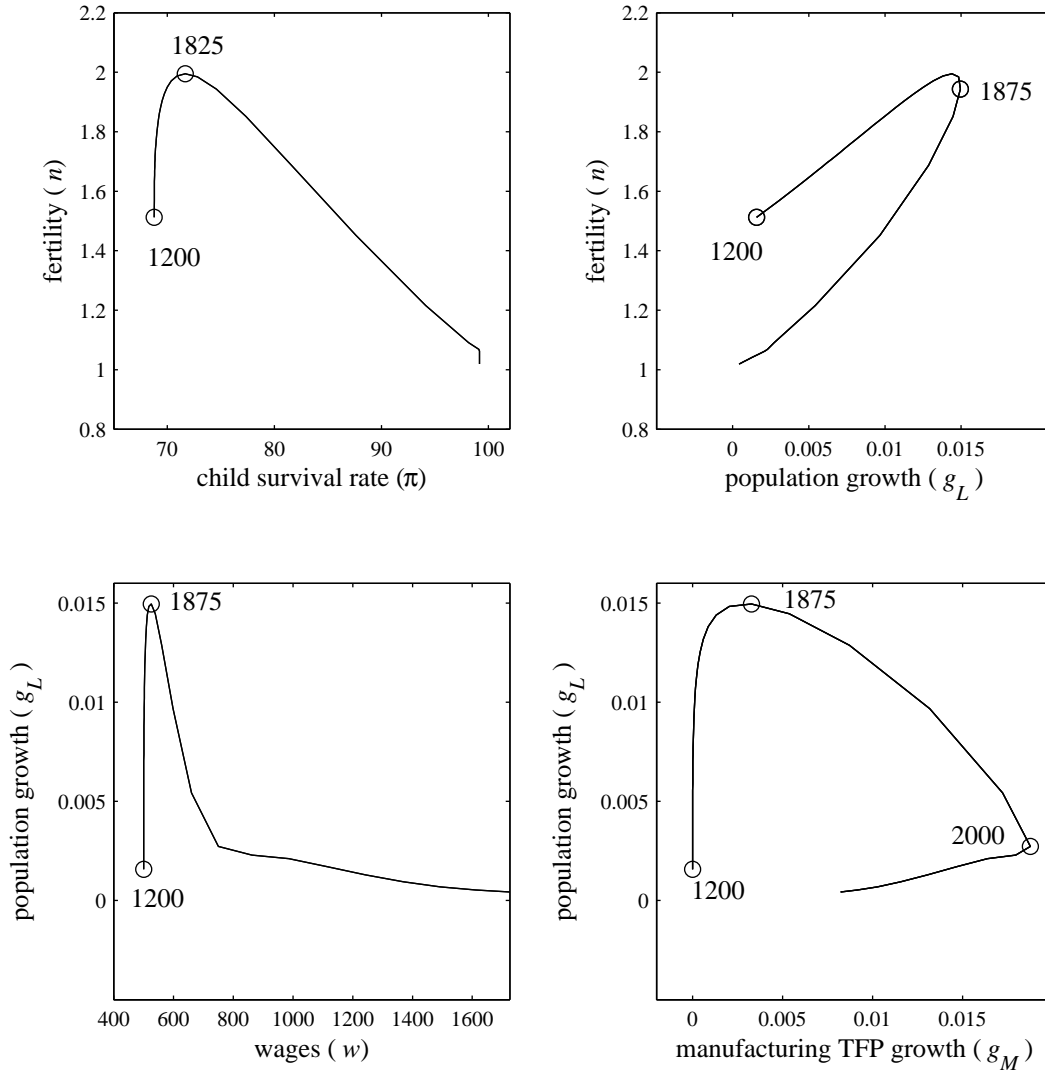 2.2
2
1.8
1.6
1.4
1.2
1
0.8
fertility ( n)
1825
1200
70 80 90 100
child survival rate (π)
2.2
2
1.8
1.6
1.4
1.2
1
0.8
fertility ( n)
1875
1200
0 0.005 0.01 0.015
population growth ( g_L )
0.015
0.01
0.005
0
population growth ( g_L )
1875
1200
400 600 800 1000 1200 1400 1600
wages ( w)
0.015
0.01
0.005
0
population growth ( g_L )
1875
2000
1200
0 0.005 0.01 0.015
manufacturing TFP growth ( g_M )